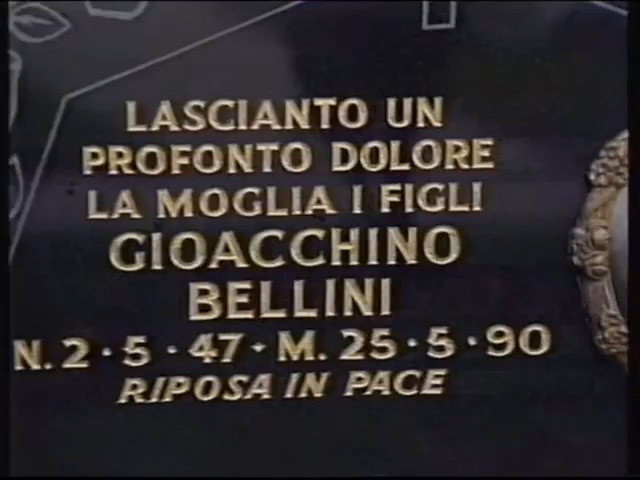 LASCIANTO UN
PROFONTO DOLORE
LA MOGLIA I FIGLI
GIOACCHINO
BELLINI
N. 2·5·47·M. 25·5·90
RIPOSA IN PACE